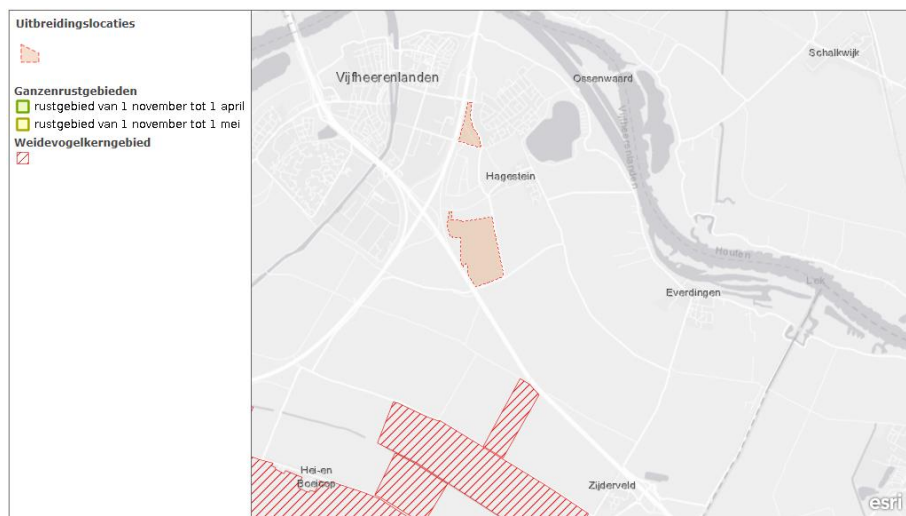 Uitbreidingslocaties
Ganzenrustgebieden
rustgebied van 1 november tot 1 april
rustgebied van 1 november tot 1 mei
Weidevogelkerngebied
Vijfheerenlanden
Ossenwaard
Schalkwijk
Vijfheerenlanden
Hagestein
Houten
Lek
Everdingen
Hei-en
Boeicop
Zijderveld
esri